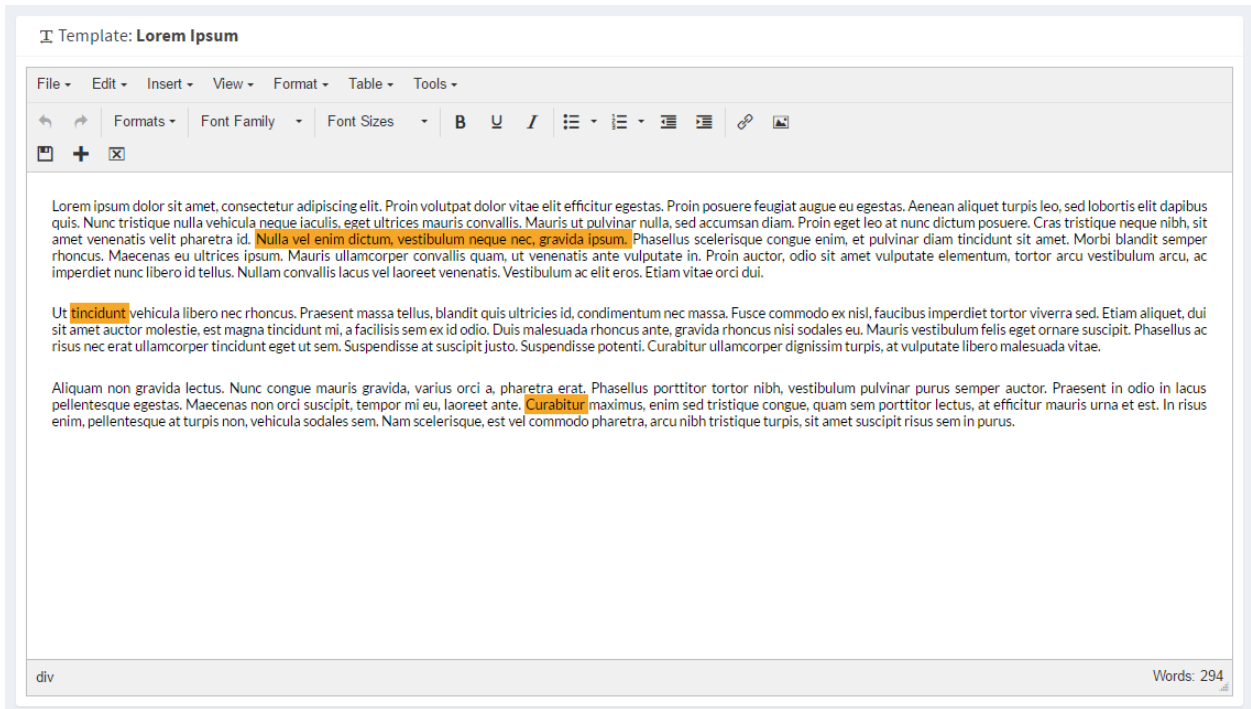 Template: Lorem Ipsum
File Edit Insert View Format Table Tools
Formats Font Family Font Sizes B U I
Lorem ipsum dolor sit amet, consectetur adipiscing elit. Proin volutpat dolor vitae elit efficitur egestas. Proin posuere feugiat augue eu egestas. Aenean aliquet turpis leo, sed lobortis elit dapibus
quis. Nunc tristique nulla vehicula neque iaculis, eget ultrices mauris convallis. Mauris ut pulvinar nulla, sed accumsan diam. Proin eget leo at nunc dictum posuere. Cras tristique neque nibh, sit
amet venenatis velit pharetra id. Nulla vel enim dictum, vestibulum neque nec, gravida ipsum. Phasellus scelerisque congue enim, et pulvinar diam tincidunt sit amet. Morbi blandit semper
rhoncus. Maecenas eu ultrices ipsum. Mauris ullamcorper convallis quam, ut venenatis ante vulputate in. Proin auctor, odio sit amet vulputate elementum, tortor arcu vestibulum arcu, ac
imperdiet nunc libero id tellus. Nullam convallis lacus vel laoreet venenatis. Vestibulum ac elit eros. Etiam vitae orci dui.
Ut tincidunt vehicula libero nec rhoncus. Praesent massa tellus, blandit quis ultricies id, condimentum nec massa. Fusce commodo ex nisl, faucibus imperdiet tortor viverra sed. Etiam aliquet, dui
sit amet auctor molestie, est magna tincidunt mi, a facilisis sem ex id odio. Duis malesuada rhoncus ante, gravida rhoncus nisi sodales eu. Mauris vestibulum felis eget ornare suscipit. Phasellus ac
risus nec erat ullamcorper tincidunt eget ut sem. Suspendisse at suscipit justo. Suspendisse potenti. Curabitur ullamcorper dignissim turpis, at vulputate libero malesuada vitae.
Aliquam non gravida lectus. Nunc congue mauris gravida, varius orci a, pharetra erat. Phasellus porttitor tortor nibh, vestibulum pulvinar purus semper auctor. Praesent in odio in lacus
pellentesque egestas. Maecenas non orci suscipit, tempor mi eu, laoreet ante. Curabitur maximus, enim sed tristique congue, quam sem porttitor lectus, at efficitur mauris urna et est. In risus
enim, pellentesque at turpis non, vehicula sodales sem. Nam scelerisque, est vel commodo pharetra, arcu nibh tristique turpis, sit amet suscipit risus sem in purus.
div Words: 294